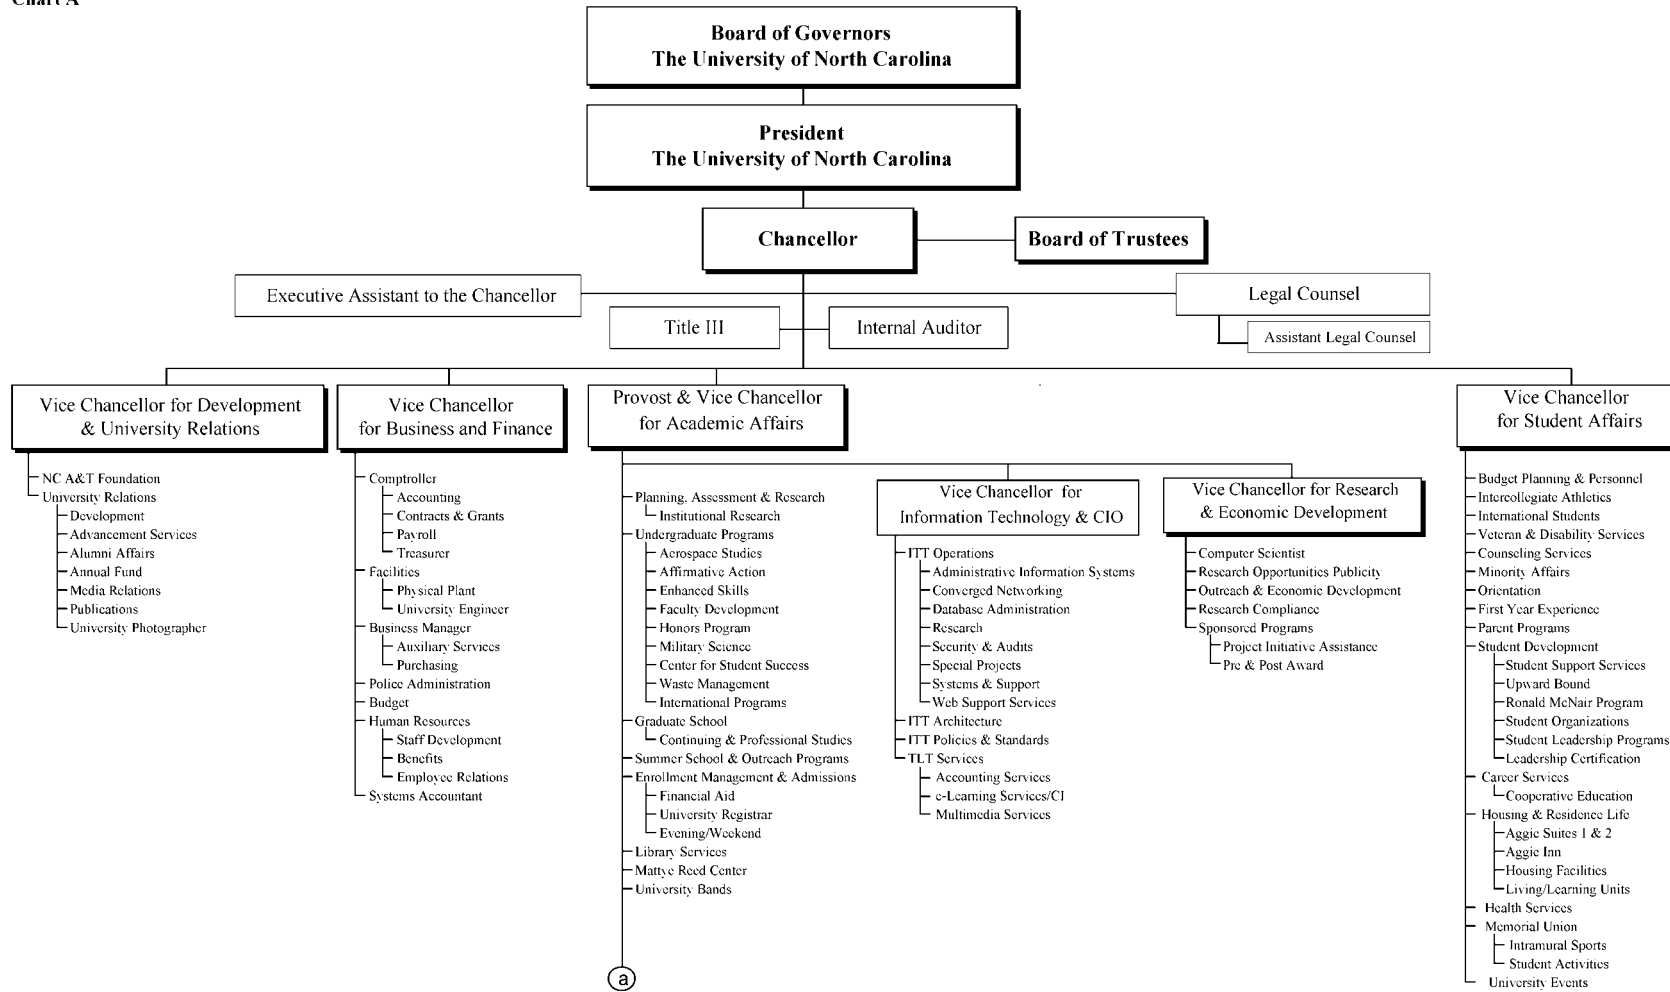 Chart A
Board of Governors
The University of North Carolina
President
The University of North Carolina
Chancellor
Board of Trustees
Executive Assistant to the Chancellor
Legal Counsel
Title III
Internal Auditor
Assistant Legal Counsel
Vice Chancellor for Development
& University Relations
NC A&T Foundation
University Relations
Development
Advancement Services
Alumni Affairs
Annual Fund
Media Relations
Publications
University Photographer
Vice Chancellor
for Business and Finance
Comptroller
Accounting
Contracts & Grants
Payroll
Treasurer
Facilities
Physical Plant
University Engineer
Business Manager
Auxiliary Services
Purchasing
Police Administration
Budget
Human Resources
Staff Development
Benefits
Employee Relations
Systems Accountant
Provost & Vice Chancellor
for Academic Affairs
Planning, Assessment & Research
Institutional Research
Undergraduate Programs
Aerospace Studies
Affirmative Action
Enhanced Skills
Faculty Development
Honors Program
Military Science
Center for Student Success
Waste Management
International Programs
Graduate School
Continuing & Professional Studies
Summer School & Outreach Programs
Enrollment Management & Admissions
Financial Aid
University Registrar
Evening/Weekend
Library Services
Mattye Reed Center
University Bands
a
Vice Chancellor for
Information Technology & CIO
ITT Operations
Administrative Information Systems
Converged Networking
Database Administration
Research
Security & Audits
Special Projects
Systems & Support
Web Support Services
ITT Architecture
ITT Policies & Standards
TLT Services
Accounting Services
e-Learning Services/CI
Multimedia Services
Vice Chancellor for Research
& Economic Development
Computer Scientist
Research Opportunities Publicity
Outreach & Economic Development
Research Compliance
Sponsored Programs
Project Initiative Assistance
Pre & Post Award
Vice Chancellor
for Student Affairs
Budget Planning & Personnel
Intercollegiate Athletics
International Students
Veteran & Disability Services
Counseling Services
Minority Affairs
Orientation
First Year Experience
Parent Programs
Student Development
Student Support Services
Upward Bound
Ronald McNair Program
Student Organizations
Student Leadership Programs
Leadership Certification
Career Services
Cooperative Education
Housing & Residence Life
Aggie Suites 1 & 2
Aggie Inn
Housing Facilities
Living/Learning Units
Health Services
Memorial Union
Intramural Sports
Student Activities
University Events